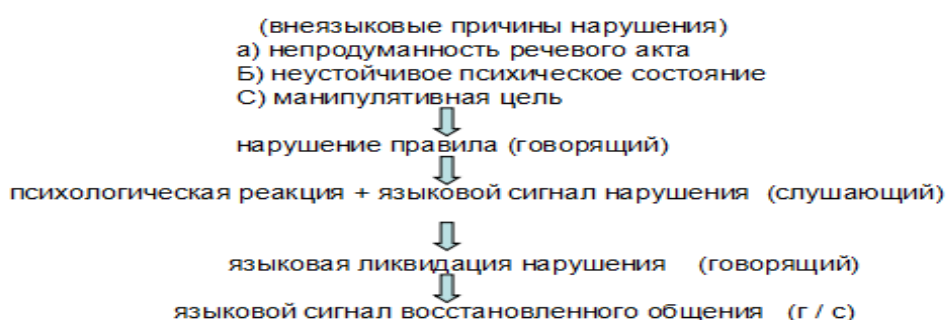 (внеязыковые причины нарушения)
а) непродуманность речевого акта
Б) неустойчивое психическое состояние
С) манипулятивная цель
нарушение правила (говорящий)
психологическая реакция + языковой сигнал нарушения (слушающий)
языковая ликвидация нарушения (говорящий)
языковой сигнал восстановленного общения (г / с)